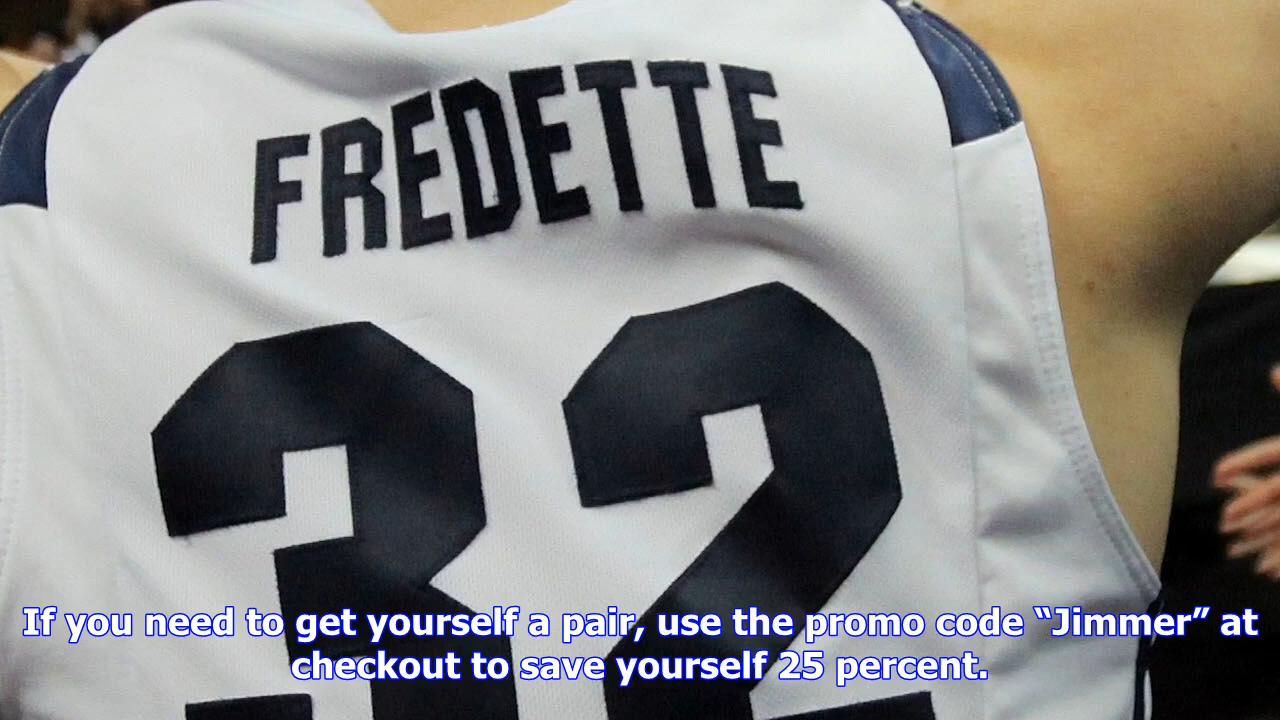 FREDETTE
32
If you need to get yourself a pair, use the promo code “Jimmer” at
checkout to save yourself 25 percent.